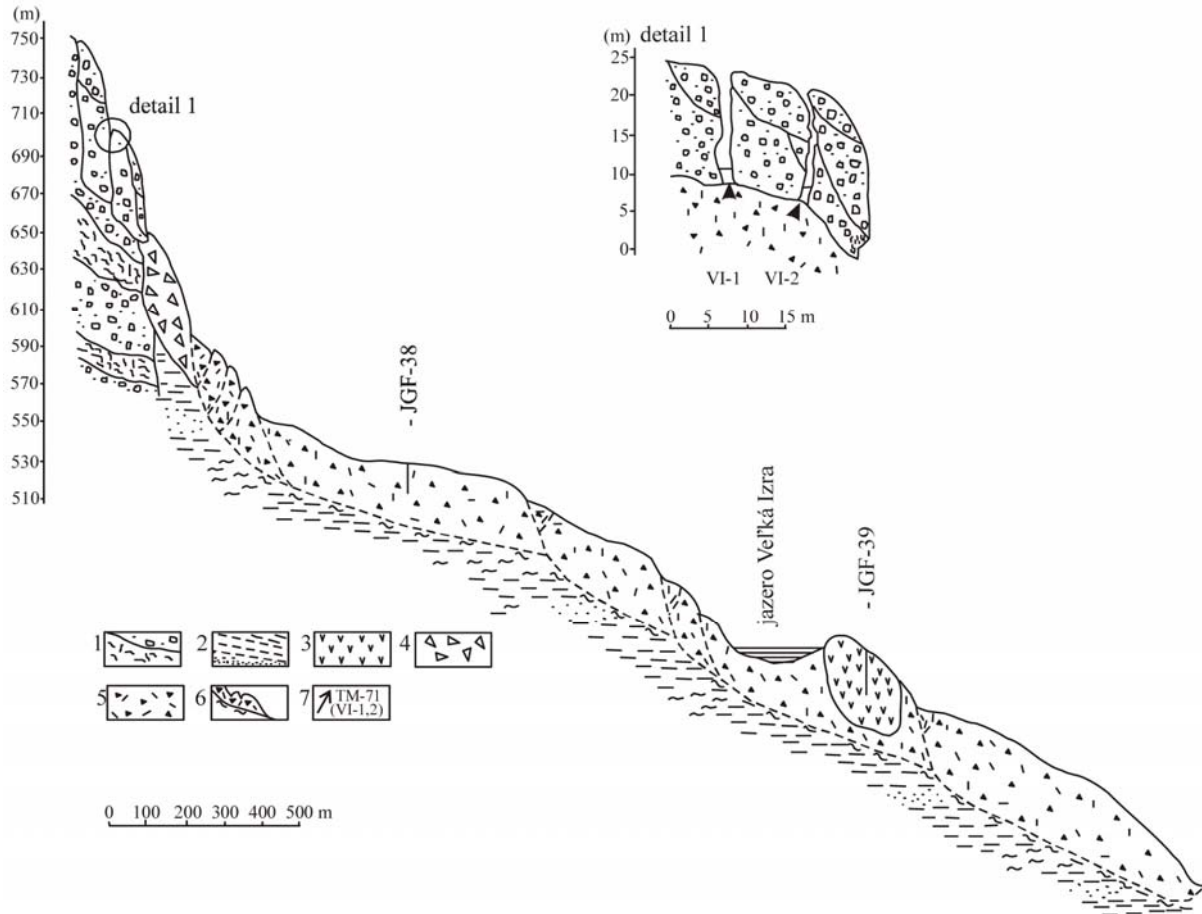 (m)
750
730
710
690
670
650
630
610
590
570
550
530
510
detail 1
(m) detail 1
25
20
15
10
5
0
VI-1 VI-2
0 5 10 15 m
- JGF-38
jazero Veľká Izra
- JGF-39
1 2 3 4
5 6 7 TM-71
(VI-1,2)
0 100 200 300 400 500 m